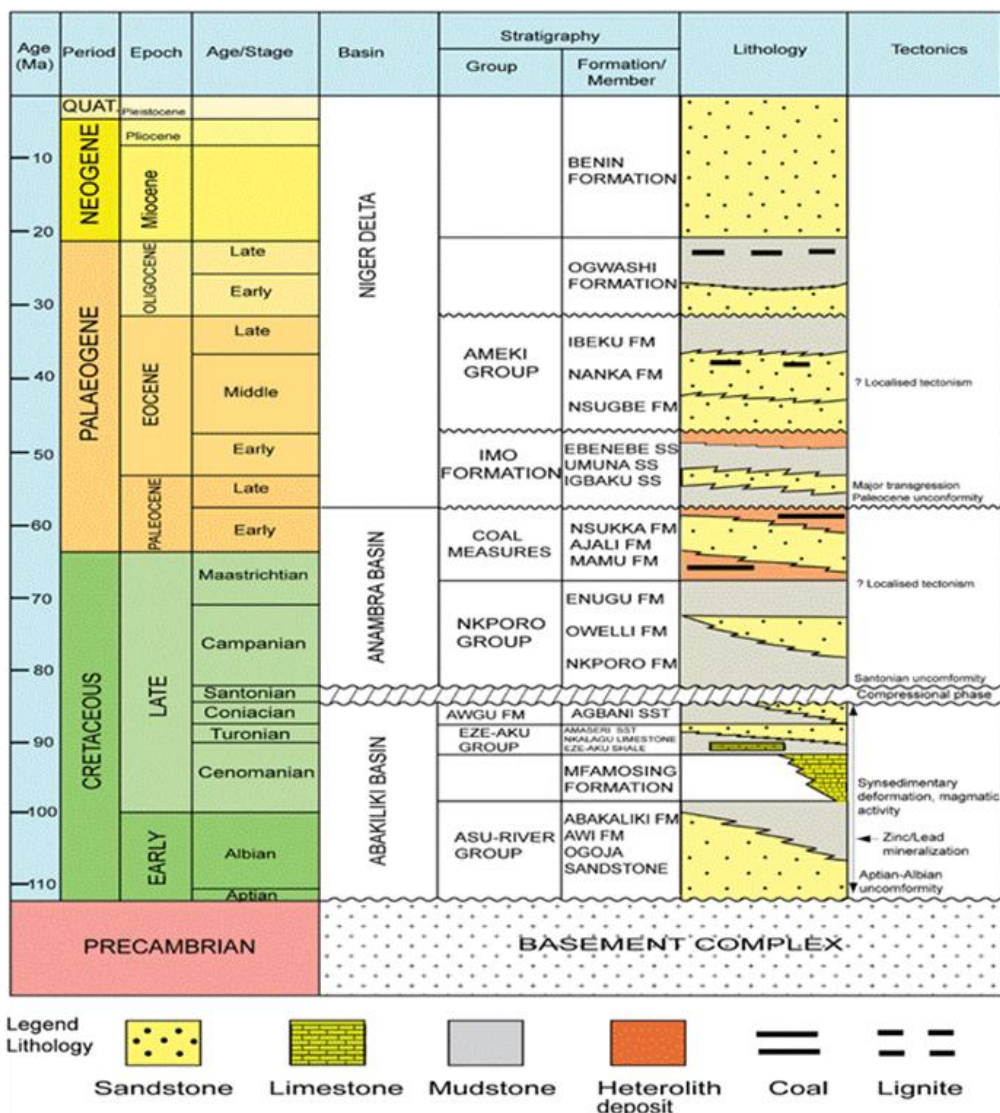 Age
(Ma)
Period
Epoch
Age/Stage
Basin
Stratigraphy
Group
Formation/
Member
Lithology
Tectonics
QUAT.
Pleistocene
NEOGENE
Pliocene
Miocene
10
20
PALAEOGENE
OLIGOCENE
Late
Early
30
EOCENE
Late
Middle
Early
40
50
PALEOCENE
Late
Early
60
CRETACEOUS
LATE
Maastrichtian
Campanian
Santonian
Coniacian
Turonian
Cenomanian
70
80
90
100
EARLY
Albian
Aptian
110
NIGER DELTA
ANAMBRA BASIN
ABAKILIKI BASIN
BENIN
FORMATION
OGWASHI
FORMATION
AMEKI
GROUP
IBEKU FM
NANKA FM
NSUGBE FM
? Localised tectonism
IMO
FORMATION
EBENEBE SS
UMUNA SS
IGBAKU SS
Major transgression
Paleocene unconformity
COAL
MEASURES
NSUKKA FM
AJALI FM
MAMU FM
? Localised tectonism
NKPORO
GROUP
ENUGU FM
OWELLI FM
NKPORO FM
Santonian uncomformity
Compressional phase
AWGU FM
AGBANI SST
EZE-AKU
GROUP
AMASERI SST
NKALAGU LIMESTONE
EZE-AKU SHALE
MFAMOSING
FORMATION
Synsedimentary
deformation, magmatic
activity
ASU-RIVER
GROUP
ABAKALIKI FM
AWI FM
OGOJA
SANDSTONE
Zinc/Lead
mineralization
Aptian-Albian
uncomformity
PRECAMBRIAN
BASEMENT COMPLEX
Legend
Lithology
Sandstone
Limestone
Mudstone
Heterolith
deposit
Coal
Lignite